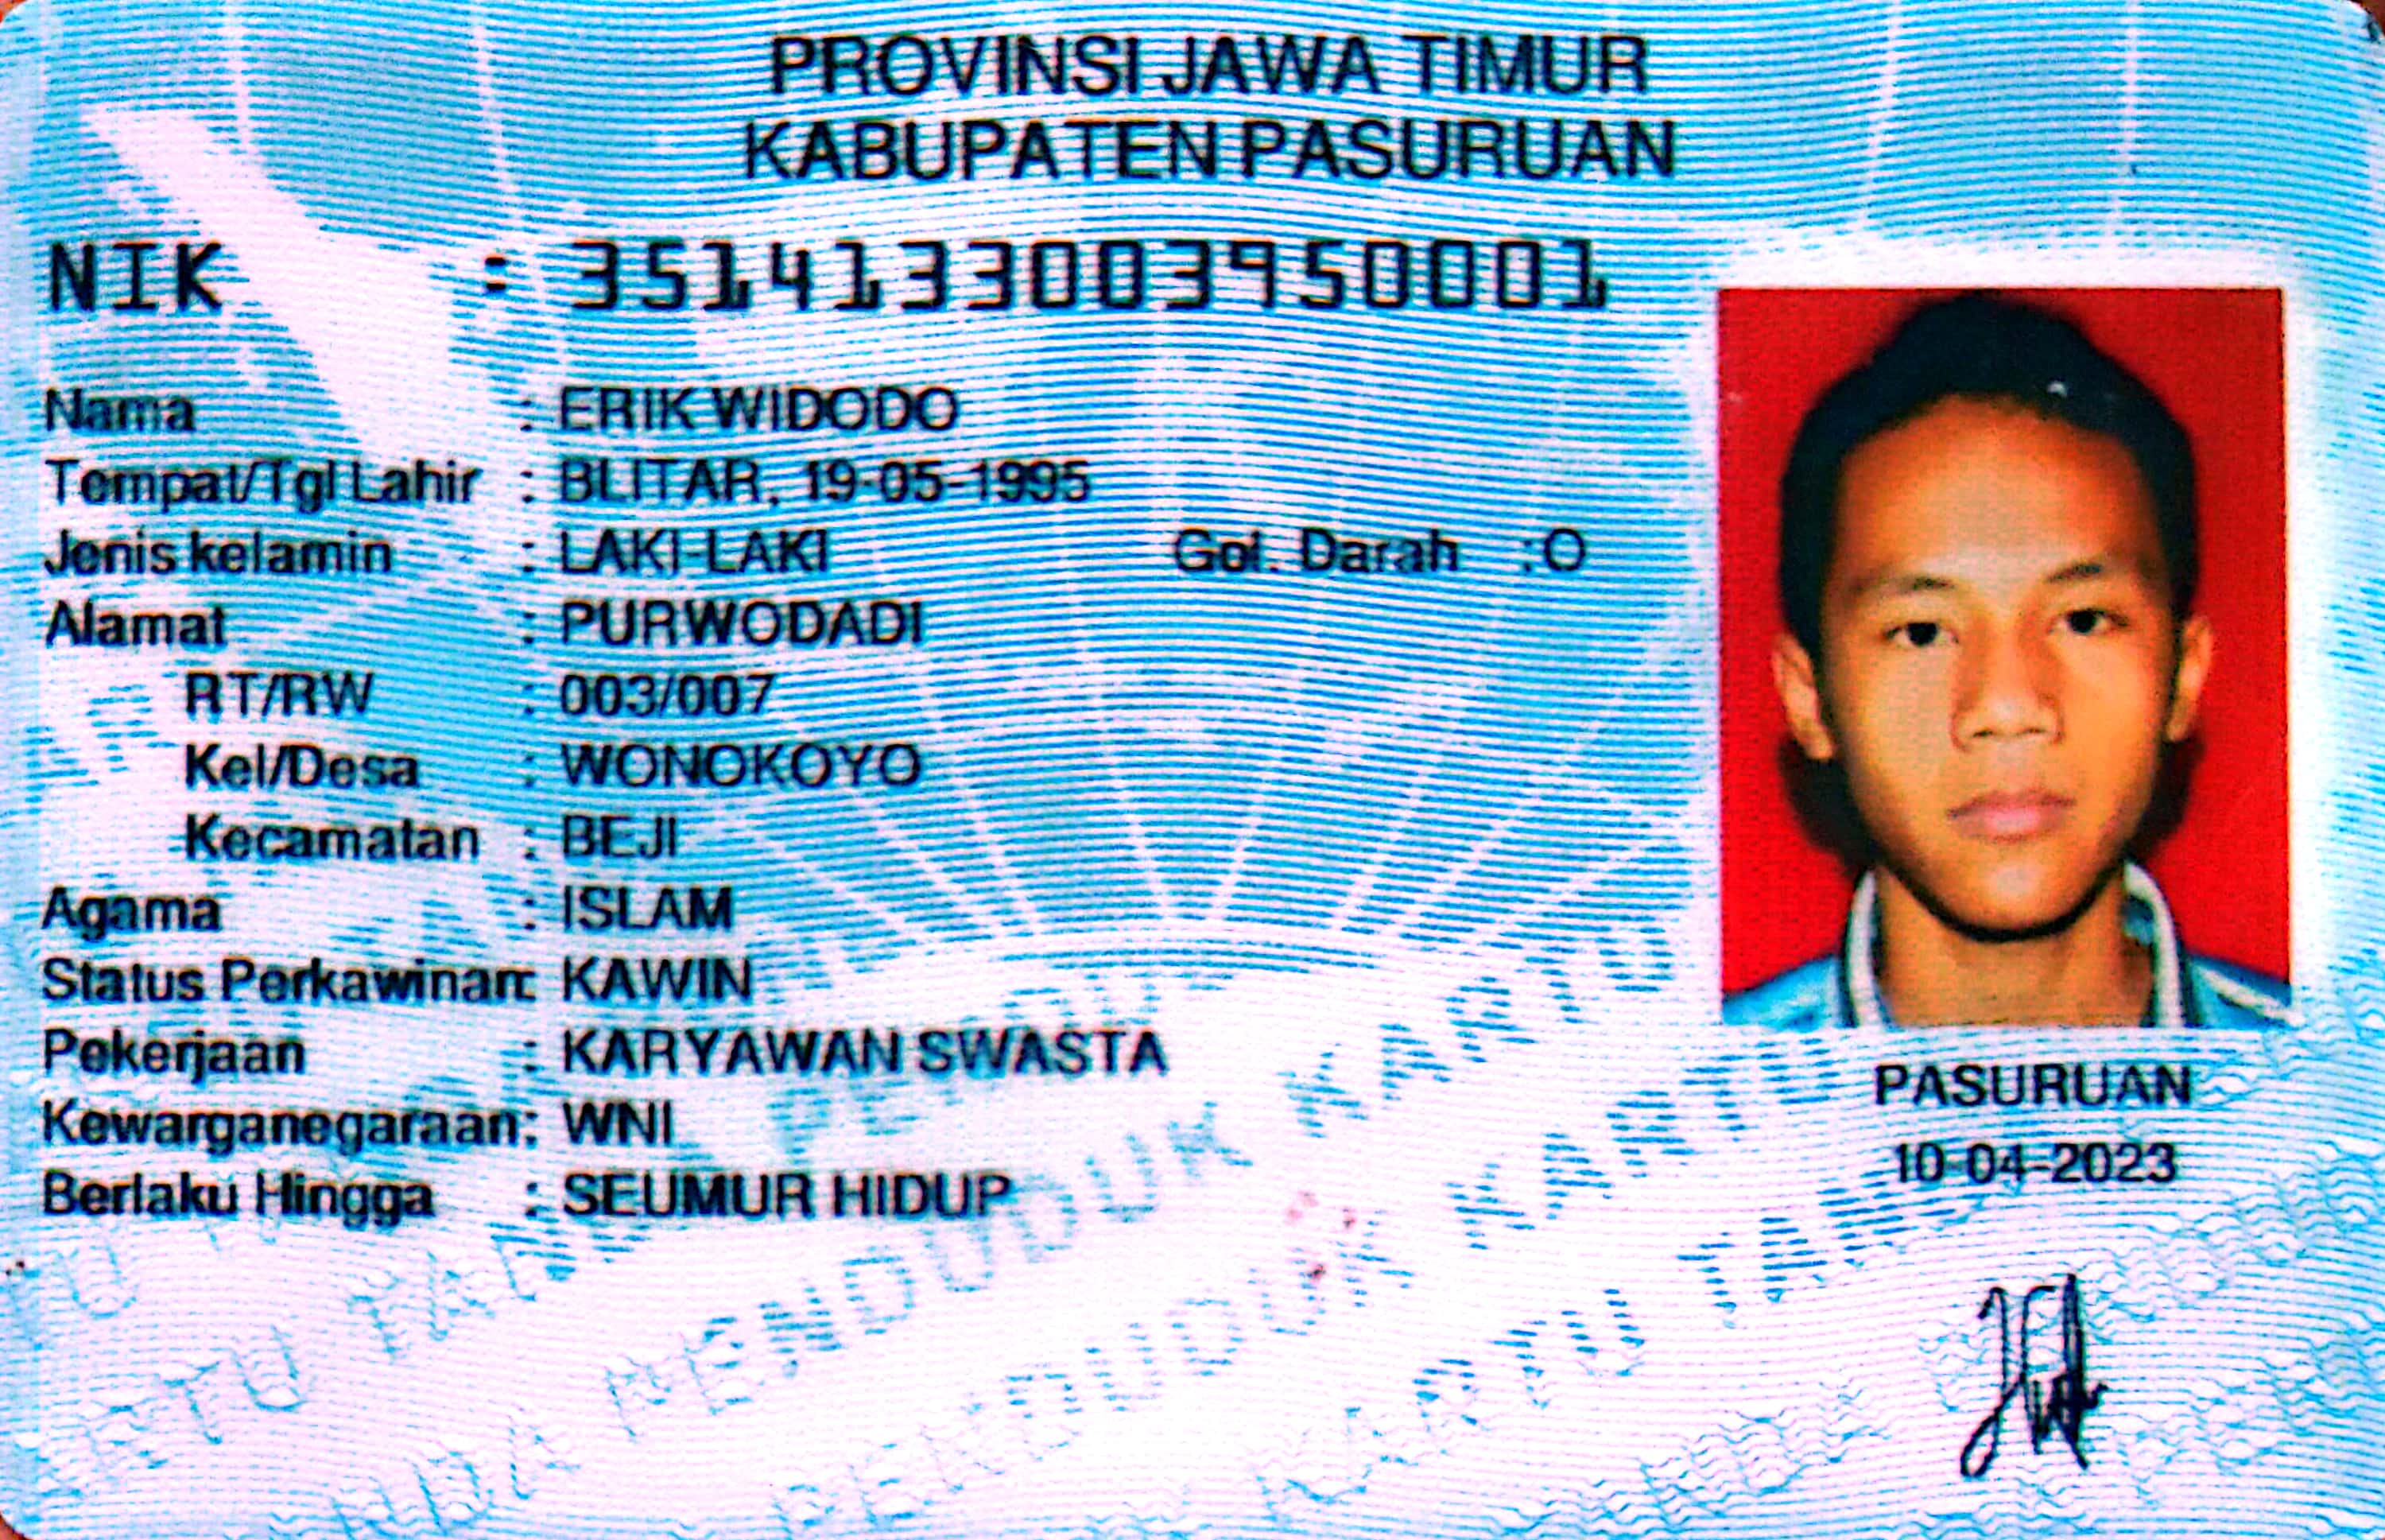 PROVINSI JAWA TIMUR
KABUPATEN PASURUAN
NIK : 3514133003950001
Nama : ERIK WIDODO
Tempat/Tgl Lahir : BLITAR, 19-05-1995
Jenis kelamin : LAKI-LAKI Gol. Darah :O
Alamat : PURWODADI
RT/RW : 003/007
Kel/Desa : WONOKOYO
Kecamatan : BEJI
Agama : ISLAM
Status Perkawinan: KAWIN
Pekerjaan : KARYAWAN SWASTA
Kewarganegaraan: WNI
Berlaku Hingga : SEUMUR HIDUP
PASURUAN
10-04-2023